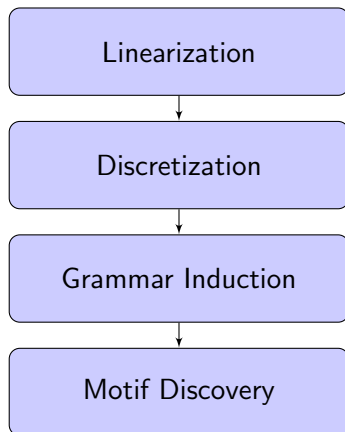 Linearization
Discretization
Grammar Induction
Motif Discovery